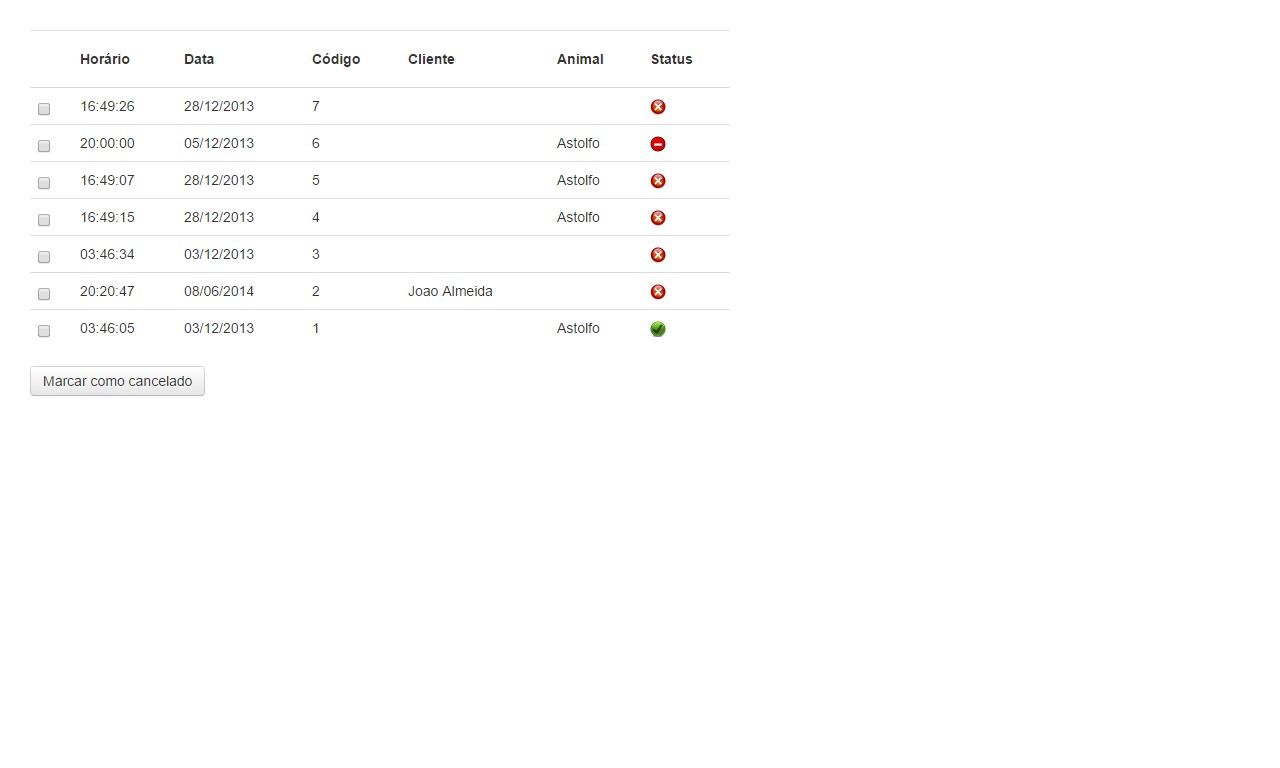 Horário Data Código Cliente Animal Status
16:49:26 28/12/2013 7
20:00:00 05/12/2013 6 Astolfo
16:49:07 28/12/2013 5 Astolfo
16:49:15 28/12/2013 4 Astolfo
03:46:34 03/12/2013 3
20:20:47 08/06/2014 2 Joao Almeida
03:46:05 03/12/2013 1 Astolfo
Marcar como cancelado